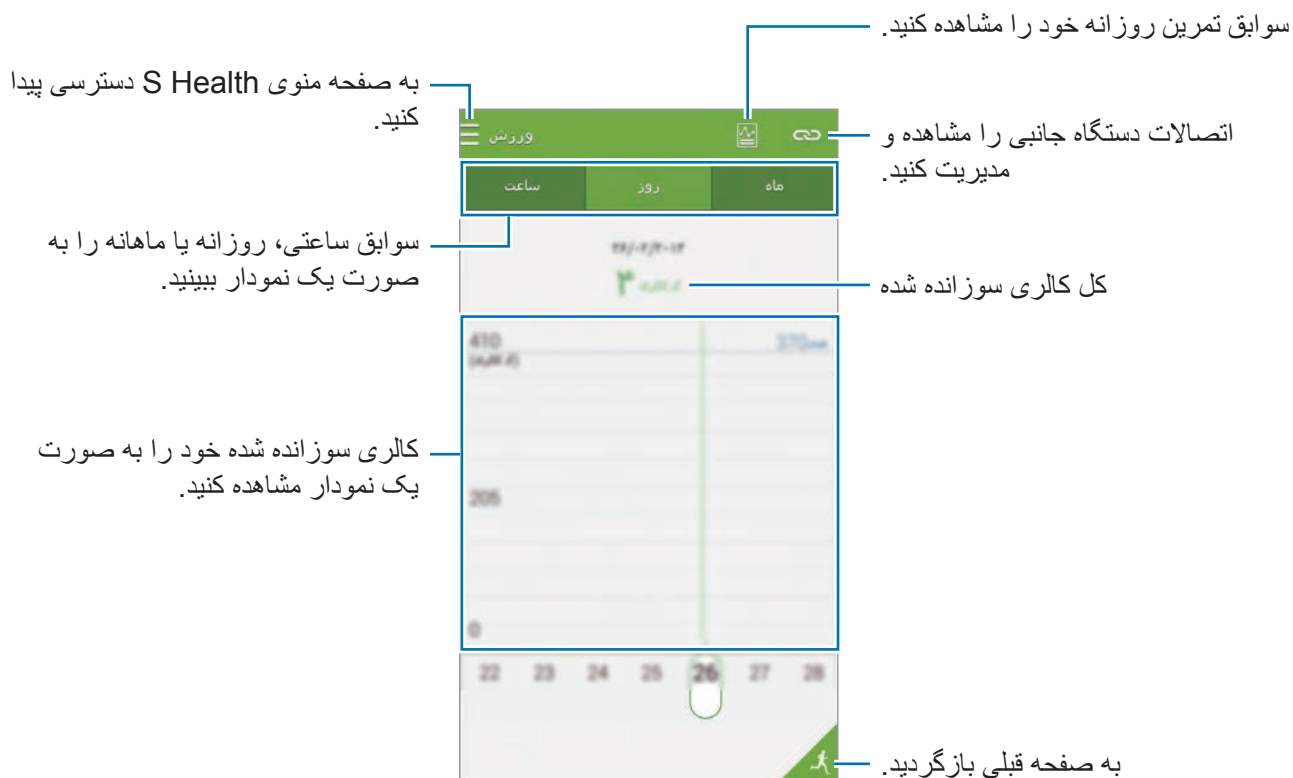 سوابق تمرین روزانه خود را مشاهده کنید.
به صفحه منوی S Health دسترسی پیدا
کنید.
اتصالات دستگاه جانبی را مشاهده و
مدیریت کنید.
ورزش
ساعت
روز
ماه
سوابق ساعتی، روزانه یا ماهانه را به
صورت یک نمودار ببینید.
۳
کل کالری سوزانده شده
410
370
کالری سوزانده شده خود را به صورت
یک نمودار مشاهده کنید.
205
0
22 23 24 25 26 27 28
به صفحه قبلی بازگردید.